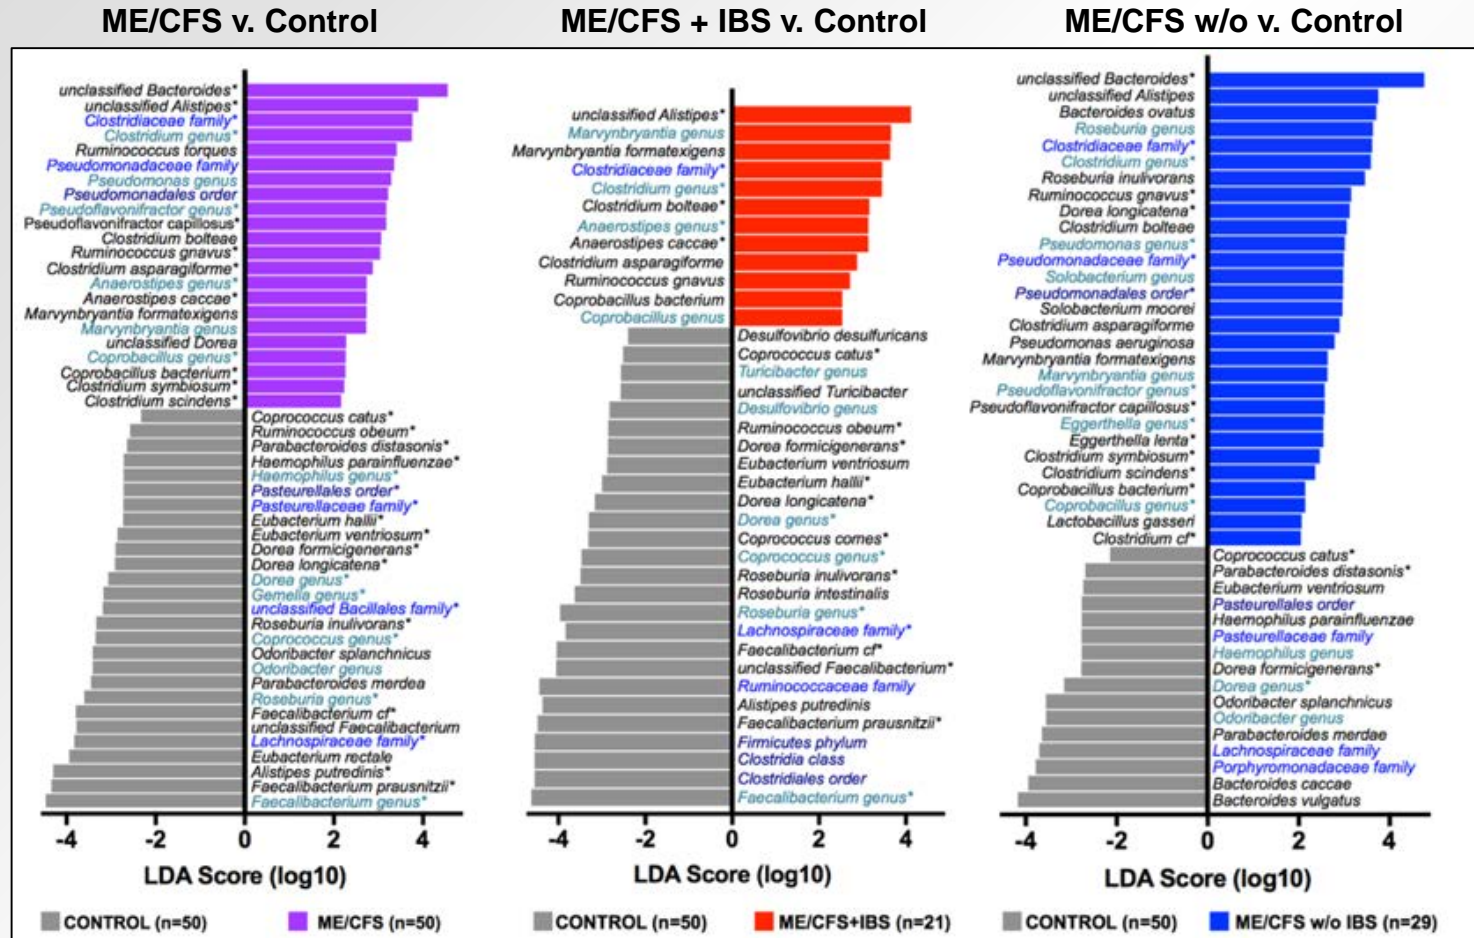 ME/CFS v. Control
unclassified Bacteroides*
unclassified Alistipes*
Clostridiaceae family*
Clostridium genus*
Ruminococcus torques
Pseudomonadaceae family
Pseudomonas genus
Pseudomonadales order
Pseudoflavonifractor genus*
Pseudoflavonifractor capillosus*
Clostridium bolteae
Ruminococcus gnavus*
Clostridium asparagiforme*
Anaerostipes genus*
Anaerostipes caccae*
Marvynbryantia formatexigens
Marvynbryantia genus
unclassified Dorea
Coprobacillus genus*
Coprobacillus bacterium*
Clostridium symbiosum*
Clostridium scindens*
Coprococcus catus*
Ruminococcus obeum*
Parabacteroides distasonis*
Haemophilus parainfluenzae*
Haemophilus genus*
Pasteurellales order*
Pasteurellaceae family*
Eubacterium hallii*
Eubacterium ventriosum*
Dorea formicigenerans*
Dorea longicatena*
Dorea genus*
Gemella genus*
unclassified Bacillales family*
Roseburia inulivorans*
Coprococcus genus*
Odoribacter splanchnicus
Odoribacter genus
Parabacteroides merdea
Roseburia genus*
Faecalibacterium cf*
unclassified Faecalibacterium
Lachnospiraceae family*
Eubacterium rectale
Alistipes putredinis*
Faecalibacterium prausnitzii*
Faecalibacterium genus*
-4 -2 0 2 4
LDA Score (log10)
CONTROL (n=50) ME/CFS (n=50)
ME/CFS + IBS v. Control
unclassified Alistipes*
Marvynbryantia genus
Marvynbryantia formatexigens
Clostridiaceae family*
Clostridium genus*
Clostridium bolteae*
Anaerostipes genus*
Anaerostipes caccae*
Clostridium asparagiforme
Ruminococcus gnavus
Coprobacillus bacterium
Coprobacillus genus
Desulfovibrio desulfuricans
Coprococcus catus*
Turicibacter genus
unclassified Turicibacter
Desulfovibrio genus
Ruminococcus obeum*
Dorea formicigenerans*
Eubacterium ventriosum
Eubacterium hallii*
Dorea longicatena*
Dorea genus*
Coprococcus comes*
Coprococcus genus*
Roseburia inulivorans*
Roseburia intestinalis
Roseburia genus*
Lachnospiraceae family*
Faecalibacterium cf*
unclassified Faecalibacterium*
Ruminococcaceae family
Alistipes putredinis
Faecalibacterium prausnitzii*
Firmicutes phylum
Clostridia class
Clostridiales order
Faecalibacterium genus*
-4 -2 0 2 4
LDA Score (log10)
CONTROL (n=50) ME/CFS+IBS (n=21)
ME/CFS w/o v. Control
unclassified Bacteroides*
unclassified Alistipes
Bacteroides ovatus
Roseburia genus
Clostridiaceae family*
Clostridium genus*
Roseburia inulivorans
Ruminococcus gnavus*
Dorea longicatena*
Clostridium bolteae
Pseudomonas genus*
Pseudomonadaceae family*
Solobacterium genus
Pseudomonadales order*
Solobacterium moorei
Clostridium asparagiforme
Pseudomonas aeruginosa
Marvynbryantia formatexigens
Marvynbryantia genus
Pseudoflavonifractor genus*
Pseudoflavonifractor capillosus*
Eggerthella genus*
Eggerthella lenta*
Clostridium symbiosum*
Clostridium scindens*
Coprobacillus bacterium*
Coprobacillus genus*
Lactobacillus gasseri
Clostridium cf*
Coprococcus catus*
Parabacteroides distasonis*
Eubacterium ventriosum
Pasteurellales order
Haemophilus parainfluenzae
Pasteurellaceae family
Haemophilus genus
Dorea formicigenerans*
Dorea genus*
Odoribacter splanchnicus
Odoribacter genus
Parabacteroides merdae
Lachnospiraceae family
Porphyromonadaceae family
Bacteroides caccae
Bacteroides vulgatus
-4 -2 0 2 4
LDA Score (log10)
CONTROL (n=50) ME/CFS w/o IBS (n=29)